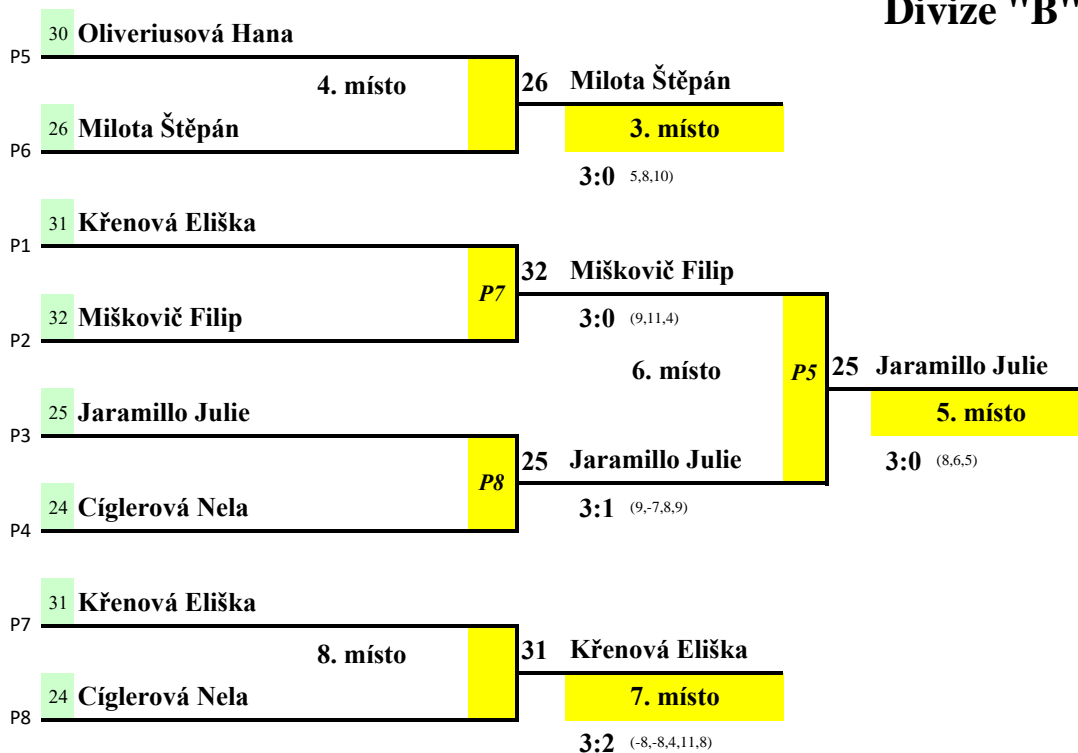 Divize "B"
30 Oliveriusová Hana
P5
4. místo
26 Milota Štěpán
26 Milota Štěpán
3. místo
P6
3:0 5,8,10)
31 Křenová Eliška
P1
P7
32 Miškovič Filip
32 Miškovič Filip
3:0 (9,11,4)
P2
6. místo
P5
25 Jaramillo Julie
25 Jaramillo Julie
5. místo
P3
P8
25 Jaramillo Julie
3:0 (8,6,5)
24 Cíglerová Nela
3:1 (9,-7,8,9)
P4
31 Křenová Eliška
P7
8. místo
31 Křenová Eliška
24 Cíglerová Nela
7. místo
P8
3:2 (-8,-8,4,11,8)